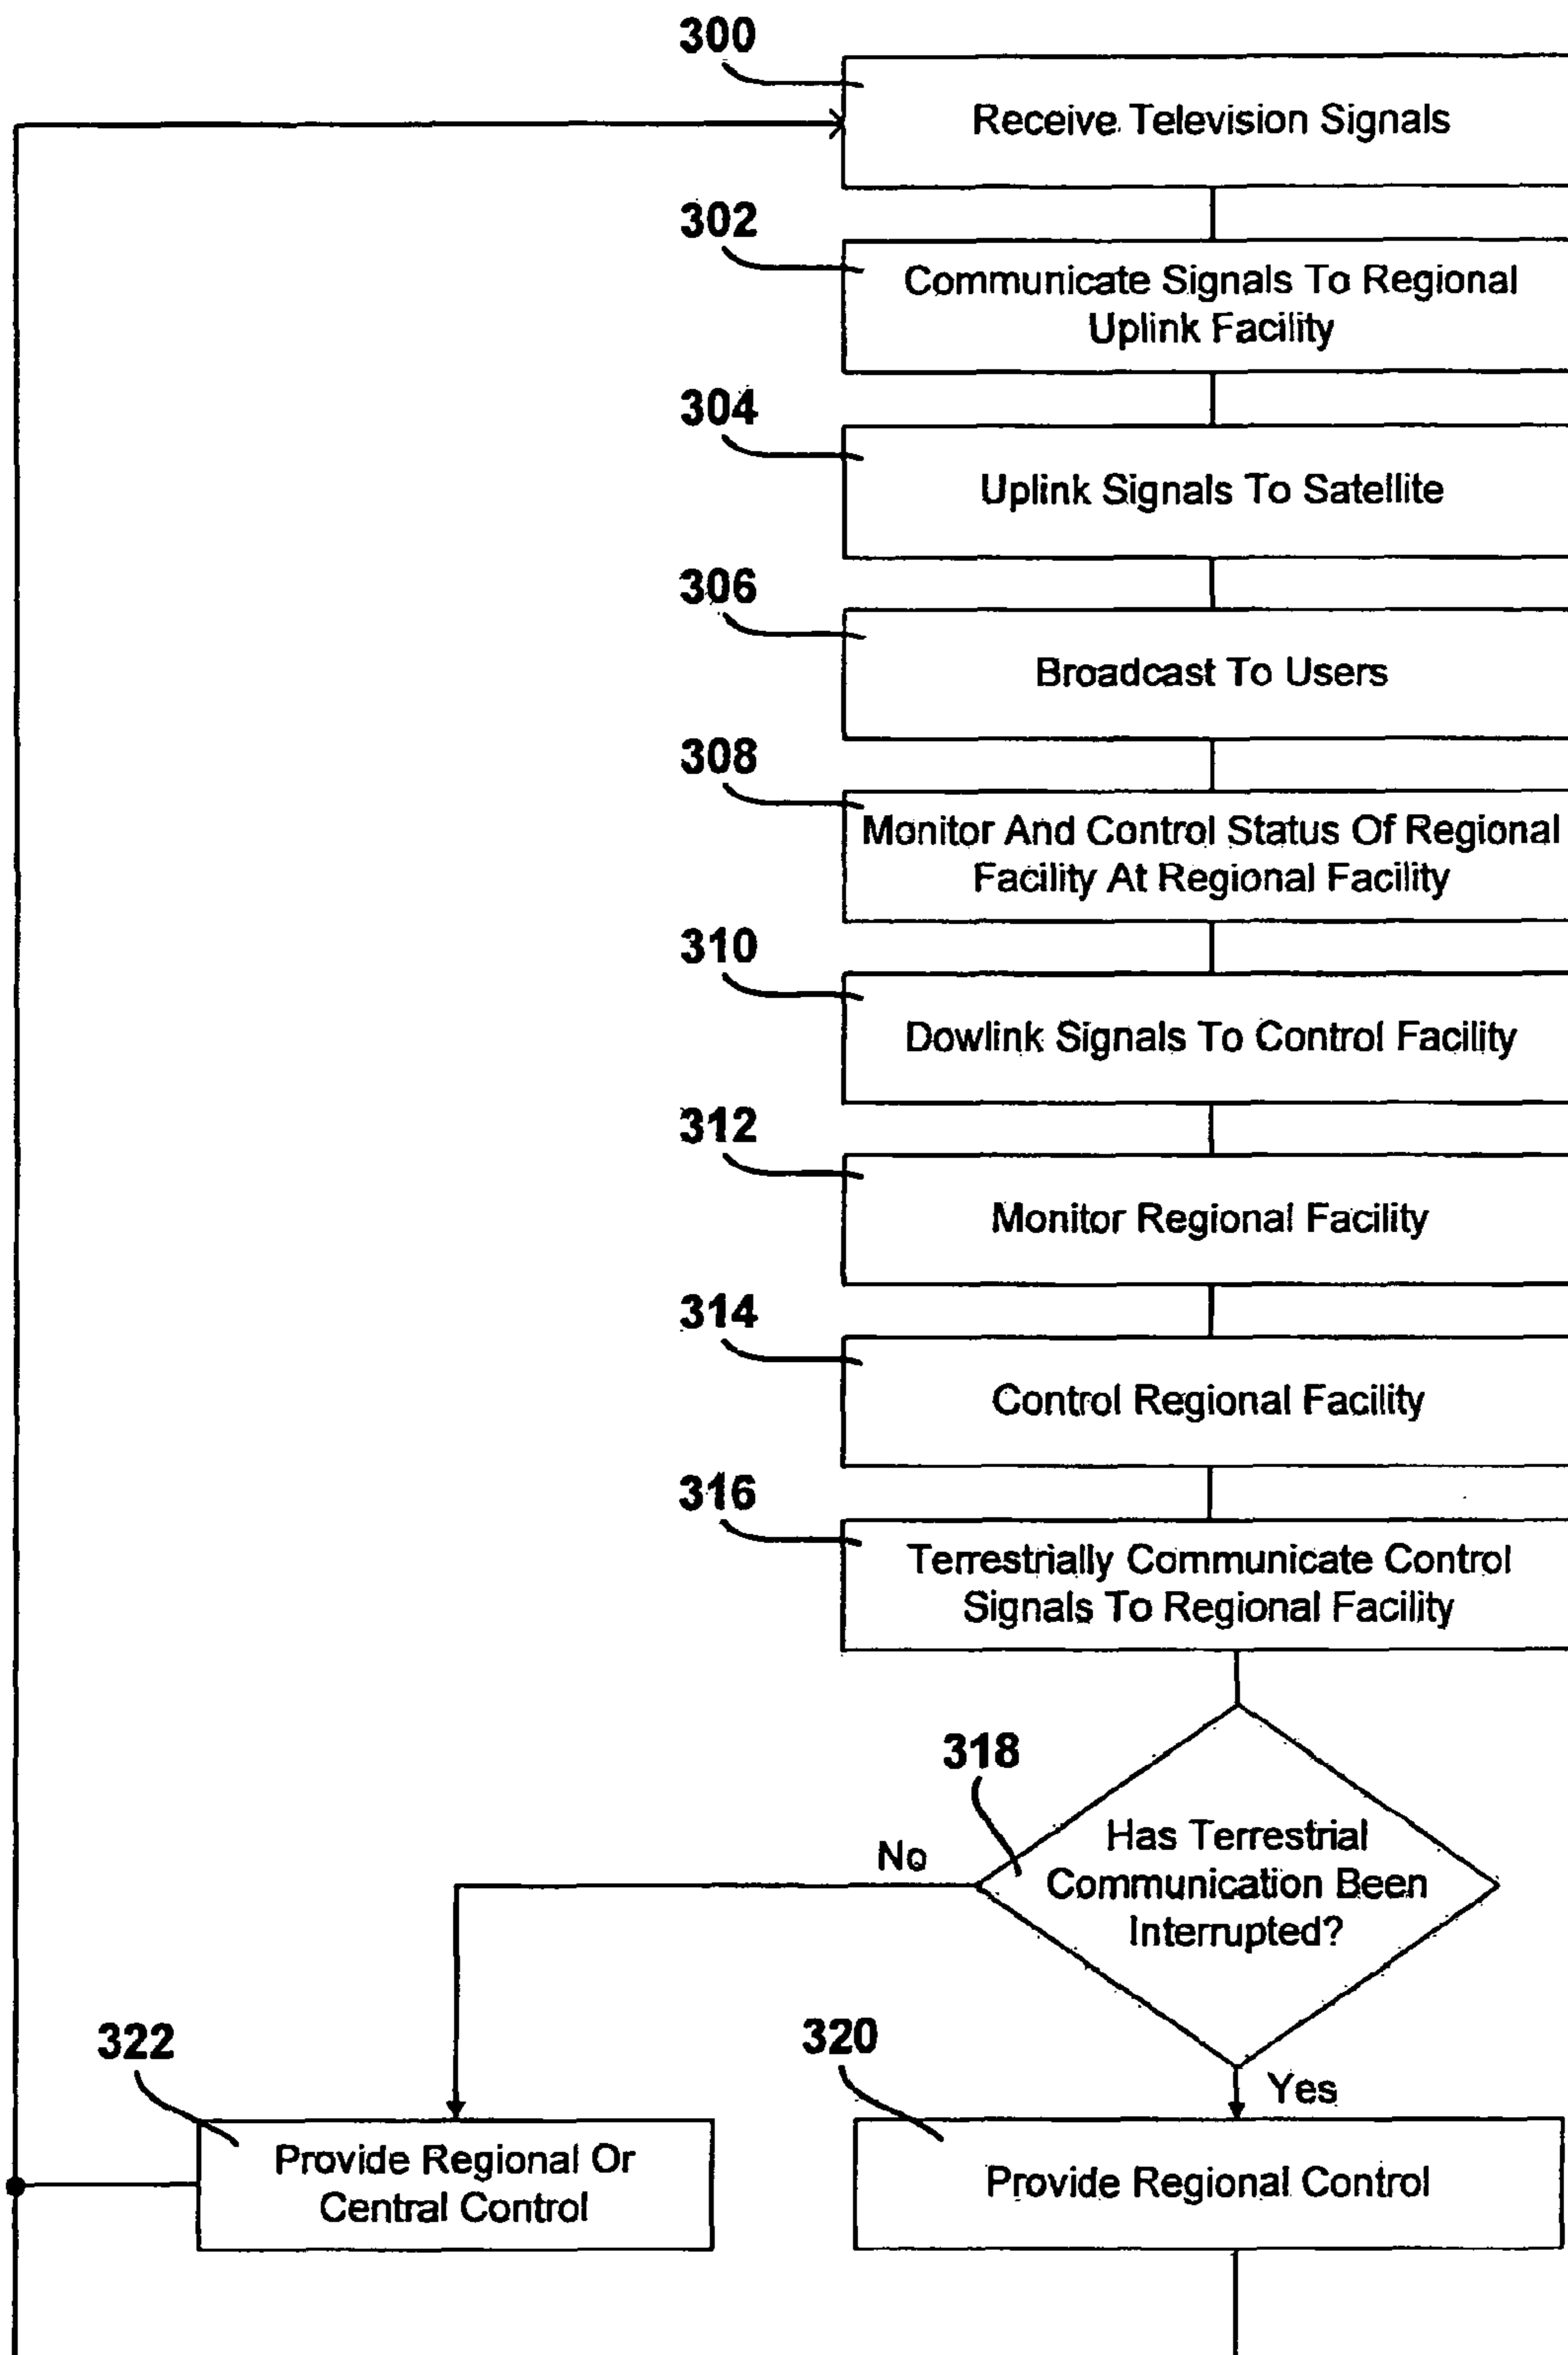 300
Receive Television Signals
302
Communicate Signals To Regional
Uplink Facility
304
Uplink Signals To Satellite
306
Broadcast To Users
308
Monitor And Control Status Of Regional
Facility At Regional Facility
310
Dowlink Signals To Control Facility
312
Monitor Regional Facility
314
Control Regional Facility
316
Terrestrially Communicate Control
Signals To Regional Facility
318
Has Terrestrial
Communication Been
Interrupted?
No
Yes
322
Provide Regional Or
Central Control
320
Provide Regional Control